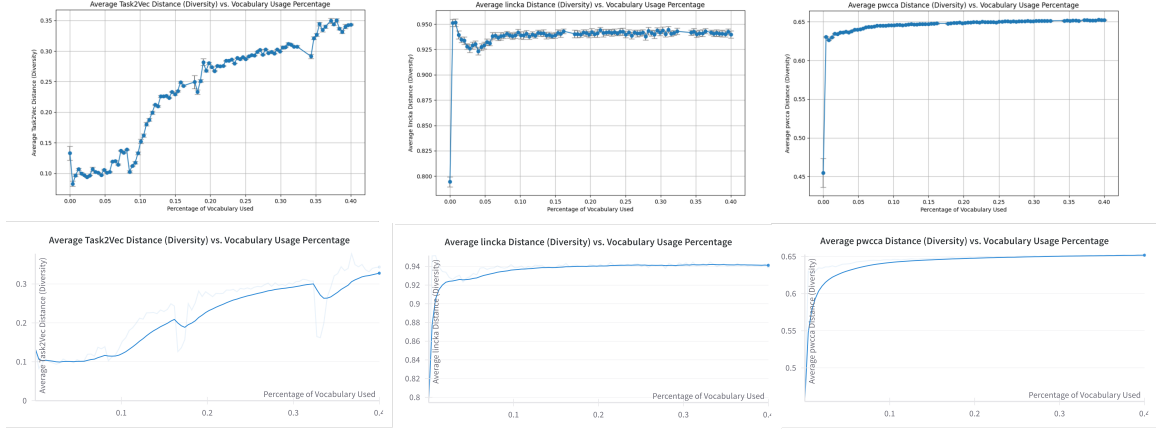 Average Task2Vec Distance (Diversity) vs. Vocabulary Usage Percentage
Average Task2Vec Distance (Diversity)
0.35
0.30
0.25
0.20
0.15
0.10
0.00 0.05 0.10 0.15 0.20 0.25 0.30 0.35 0.40
Percentage of Vocabulary Used
Average lincka Distance (Diversity) vs. Vocabulary Usage Percentage
Average lincka Distance (Diversity)
0.950
0.925
0.900
0.875
0.850
0.825
0.800
0.00 0.05 0.10 0.15 0.20 0.25 0.30 0.35 0.40
Percentage of Vocabulary Used
Average pwcca Distance (Diversity) vs. Vocabulary Usage Percentage
Average pwcca Distance (Diversity)
0.65
0.60
0.55
0.50
0.45
0.00 0.05 0.10 0.15 0.20 0.25 0.30 0.35 0.40
Percentage of Vocabulary Used
Average Task2Vec Distance (Diversity) vs. Vocabulary Usage Percentage
Average Task2Vec Distance (Diversity)
0.3
0.2
0.1
0
Percentage of Vocabulary Used
0.1 0.2 0.3 0.4
Average lincka Distance (Diversity) vs. Vocabulary Usage Percentage
Average lincka Distance (Diversity)
0.94
0.92
0.9
0.88
0.86
0.84
0.82
0.8
Percentage of Vocabulary Used
0.1 0.2 0.3 0.4
Average pwcca Distance (Diversity) vs. Vocabulary Usage Percentage
Average pwcca Distance (Diversity)
0.65
0.6
0.55
0.5
Percentage of Vocabulary Used
0.1 0.2 0.3 0.4